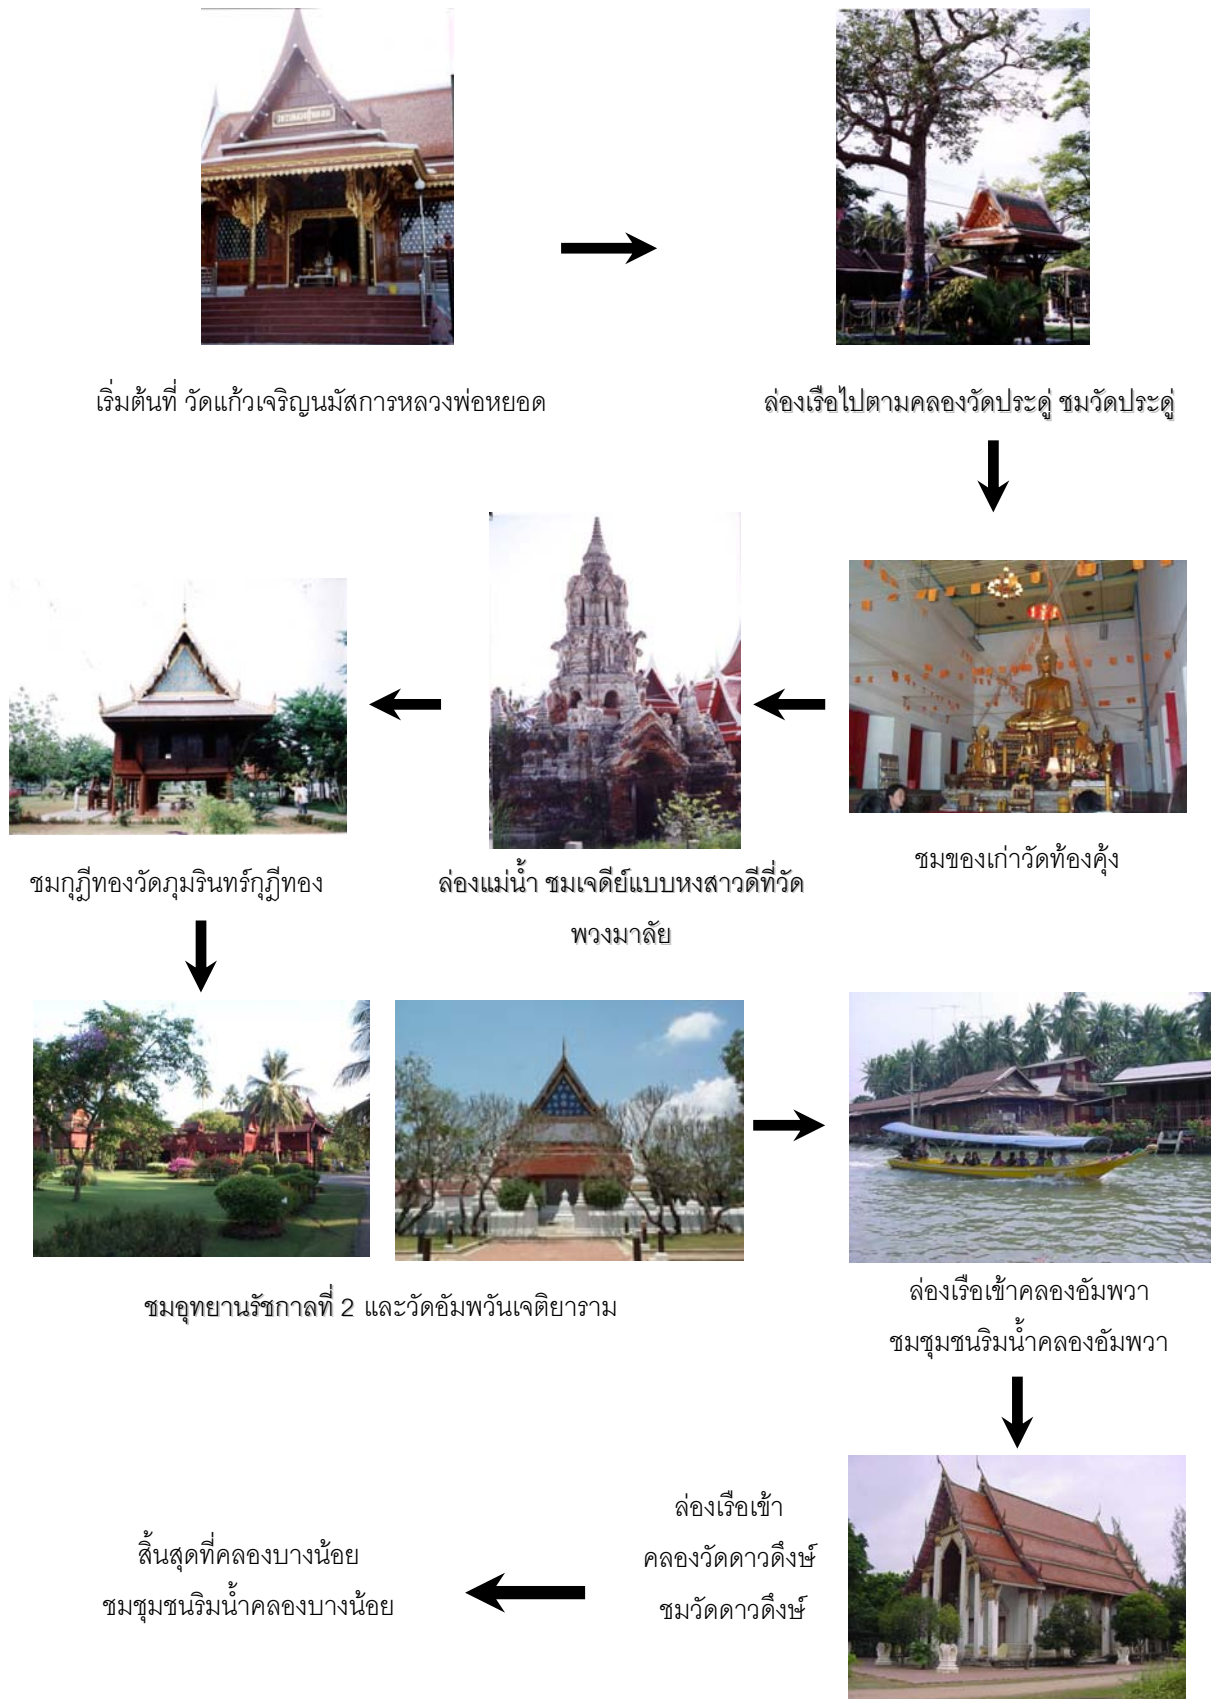 เริ่มต้นที่ วัดแก้วเจริญนมัสการหลวงพ่อหยอด
ล่องเรือไปตามคลองวัดประดู่ ชมวัดประดู่
ชมของเก่าวัดท้องคุ้ง
ล่องแม่น้ำ ชมเจดีย์แบบหงสาวดีที่วัด
พวงมาลัย
ชมกุฎีทองวัดภุมรินทร์กุฎีทอง
ชมอุทยานรัชกาลที่ 2 และวัดอัมพวันเจติยาราม
ล่องเรือเข้าคลองอัมพวา
ชมชุมชนริมน้ำคลองอัมพวา
ล่องเรือเข้า
คลองวัดดาวดึงษ์
ชมวัดดาวดึงษ์
สิ้นสุดที่คลองบางน้อย
ชมชุมชนริมน้ำคลองบางน้อย